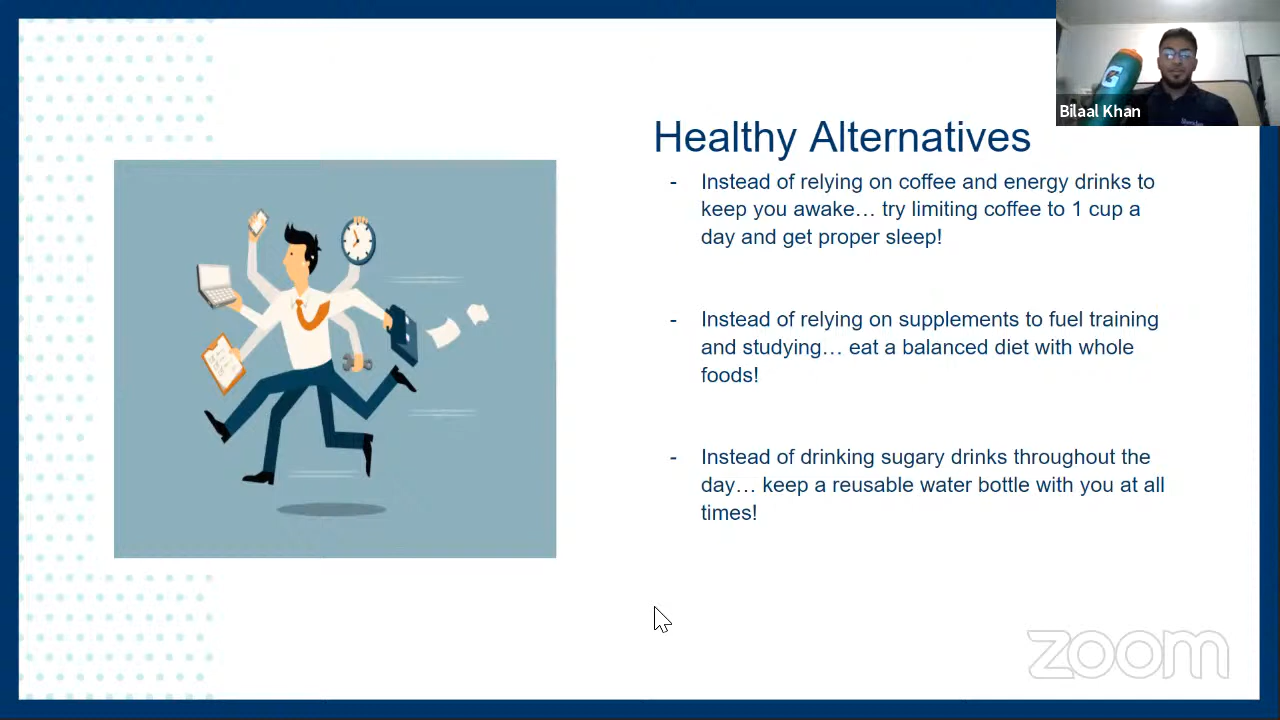 Bilaal Khan
Healthy Alternatives
- Instead of relying on coffee and energy drinks to
keep you awake… try limiting coffee to 1 cup a
day and get proper sleep!
- Instead of relying on supplements to fuel training
and studying… eat a balanced diet with whole
foods!
- Instead of drinking sugary drinks throughout the
day… keep a reusable water bottle with you at all
times!
zoom